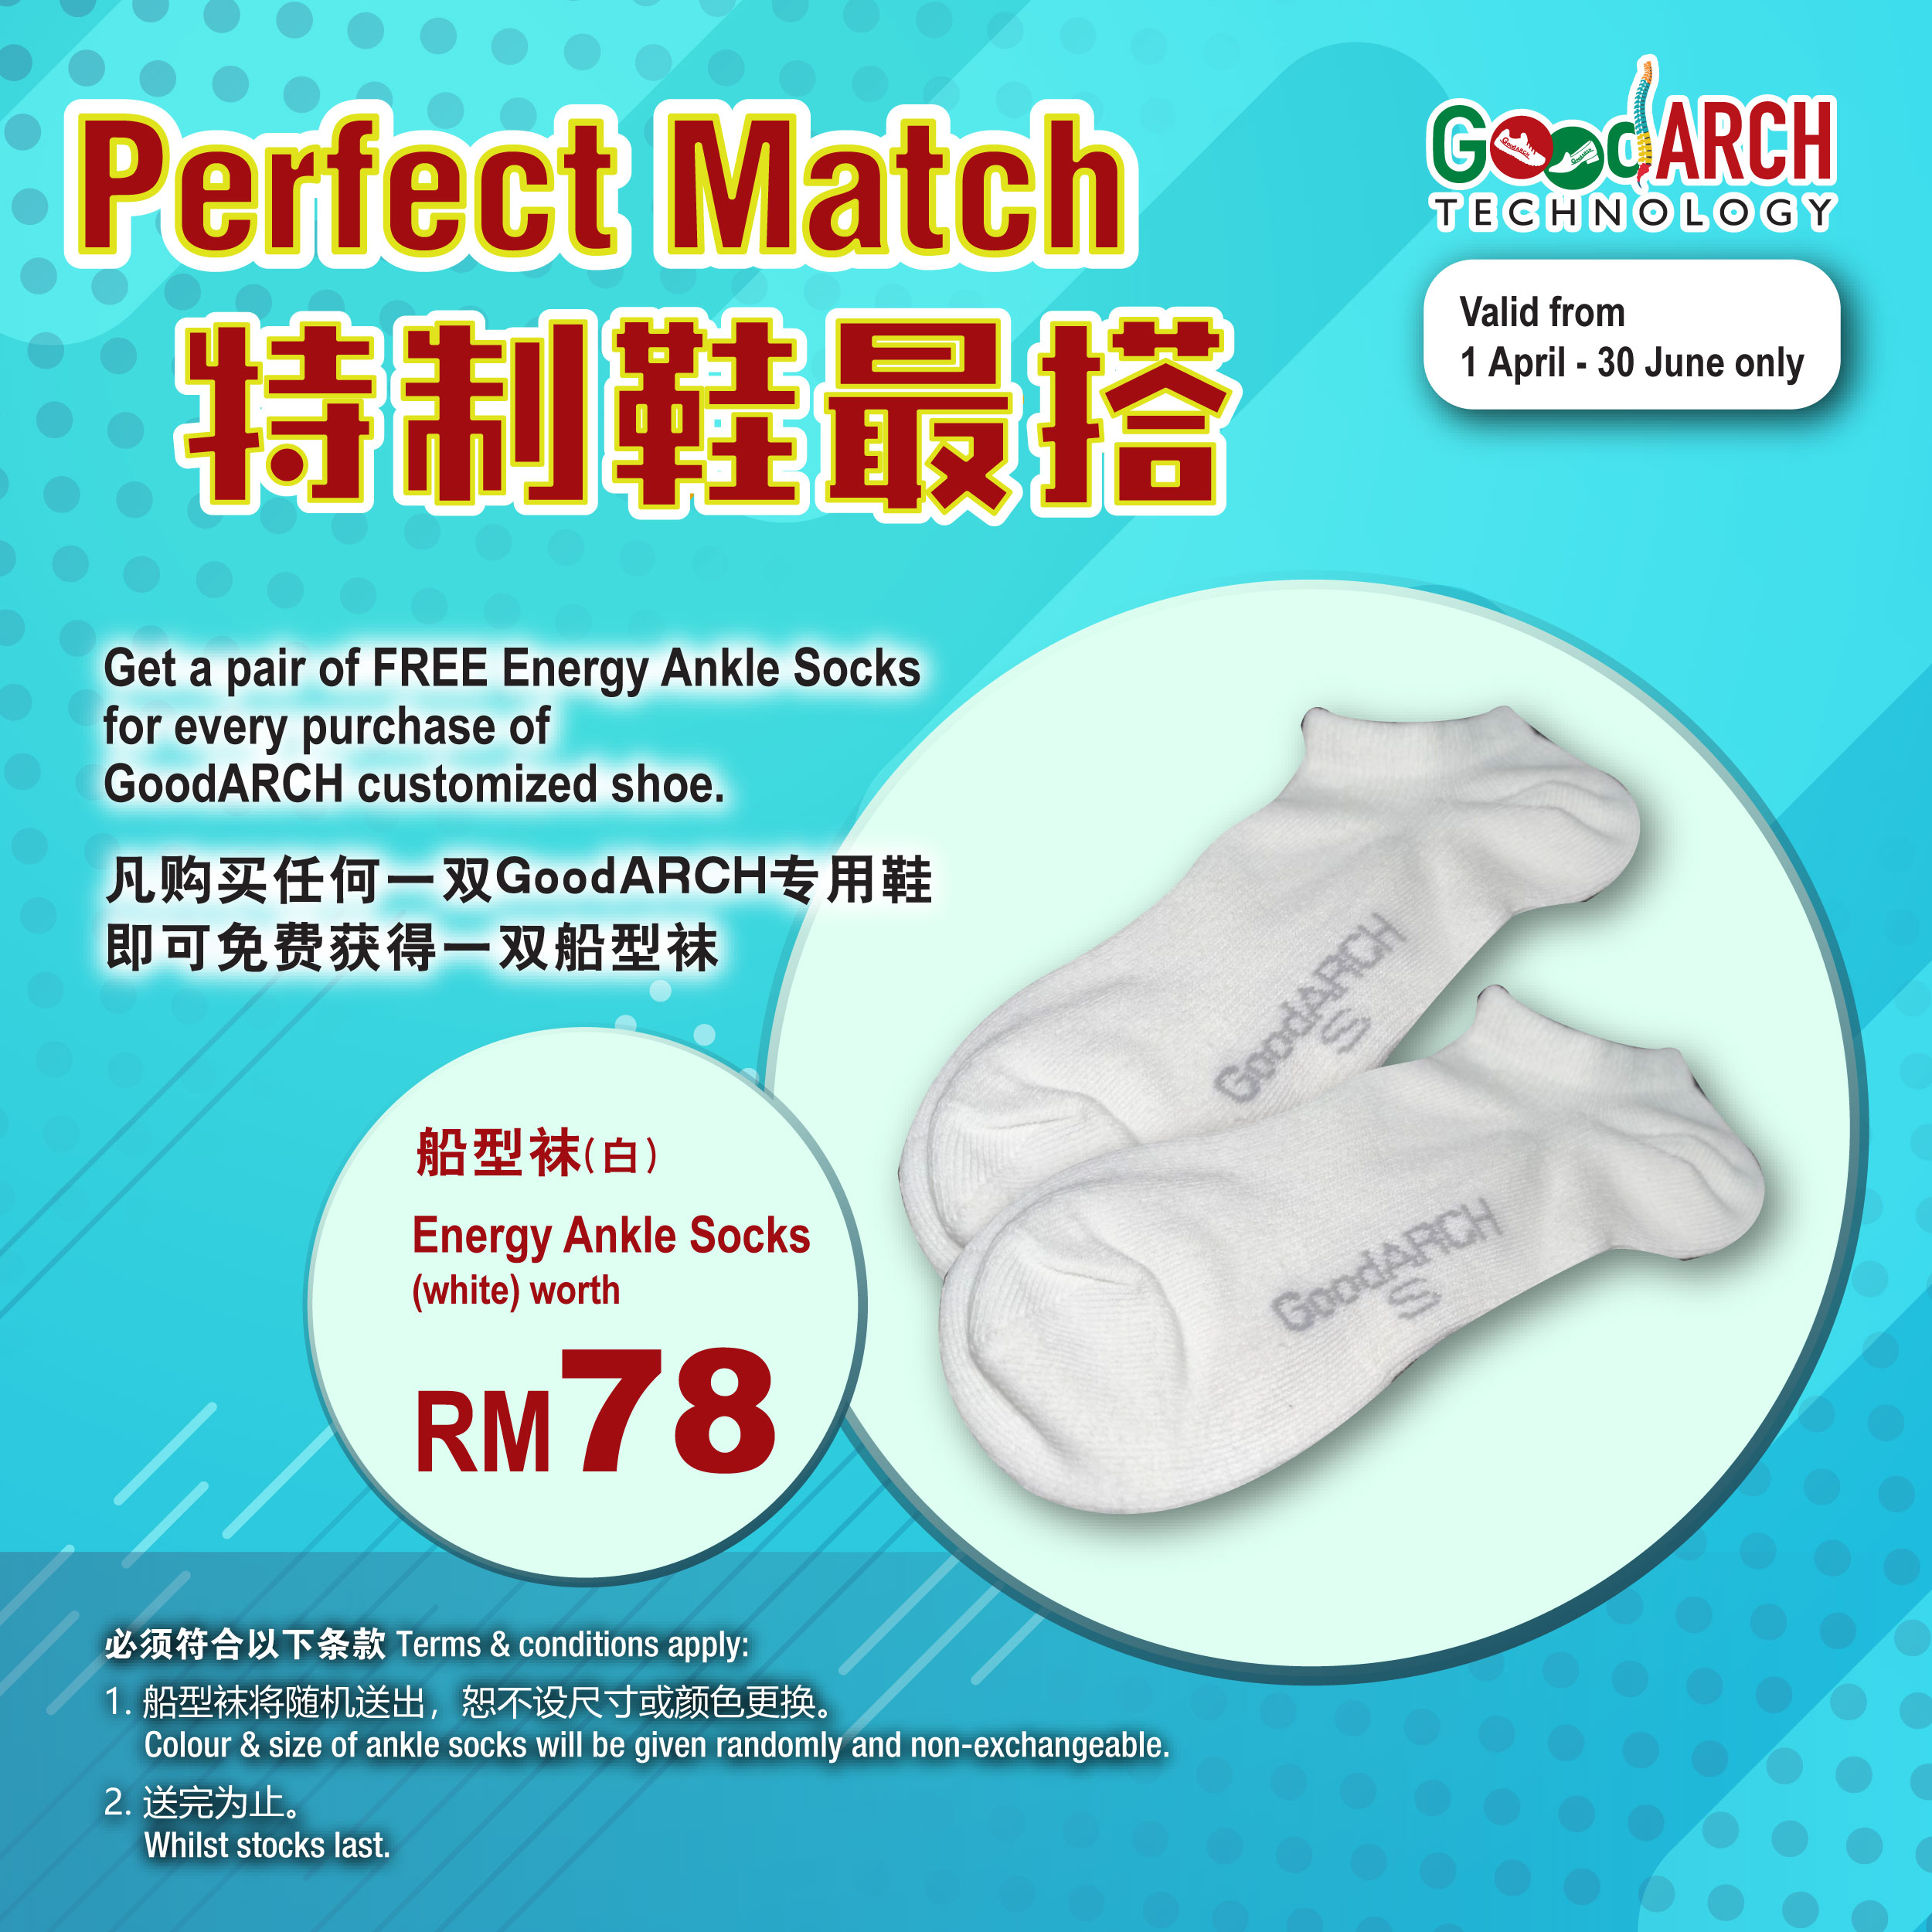 Perfect Match
特制鞋最搭
GoodARCH
TECHNOLOGY
Valid from
1 April - 30 June only
Get a pair of FREE Energy Ankle Socks
for every purchase of
GoodARCH customized shoe.
凡购买任何一双GoodARCH专用鞋
即可免费获得一双船型袜
GoodARCH
S
GoodARCH
S
船型袜(白)
Energy Ankle Socks
(white) worth
RM78
必须符合以下条款 Terms & conditions apply:
1. 船型袜将随机送出，恕不设尺寸或颜色更换。
Colour & size of ankle socks will be given randomly and non-exchangeable.
2. 送完为止。
Whilst stocks last.